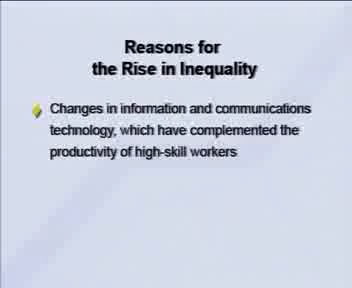 Reasons for
the Rise in Inequality
Changes in information and communications
technology, which have complemented the
productivity of high-skill workers